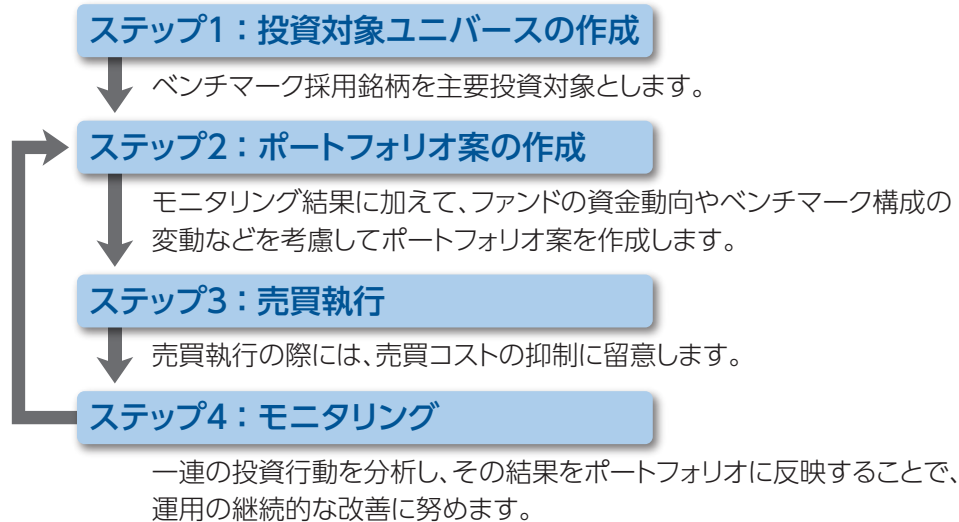 ステップ1：投資対象ユニバースの作成
ベンチマーク採用銘柄を主要投資対象とします。
ステップ2：ポートフォリオ案の作成
モニタリング結果に加えて、ファンドの資金動向やベンチマーク構成の
変動などを考慮してポートフォリオ案を作成します。
ステップ3：売買執行
売買執行の際には、売買コストの抑制に留意します。
ステップ4：モニタリング
一連の投資行動を分析し、その結果をポートフォリオに反映することで、
運用の継続的な改善に努めます。